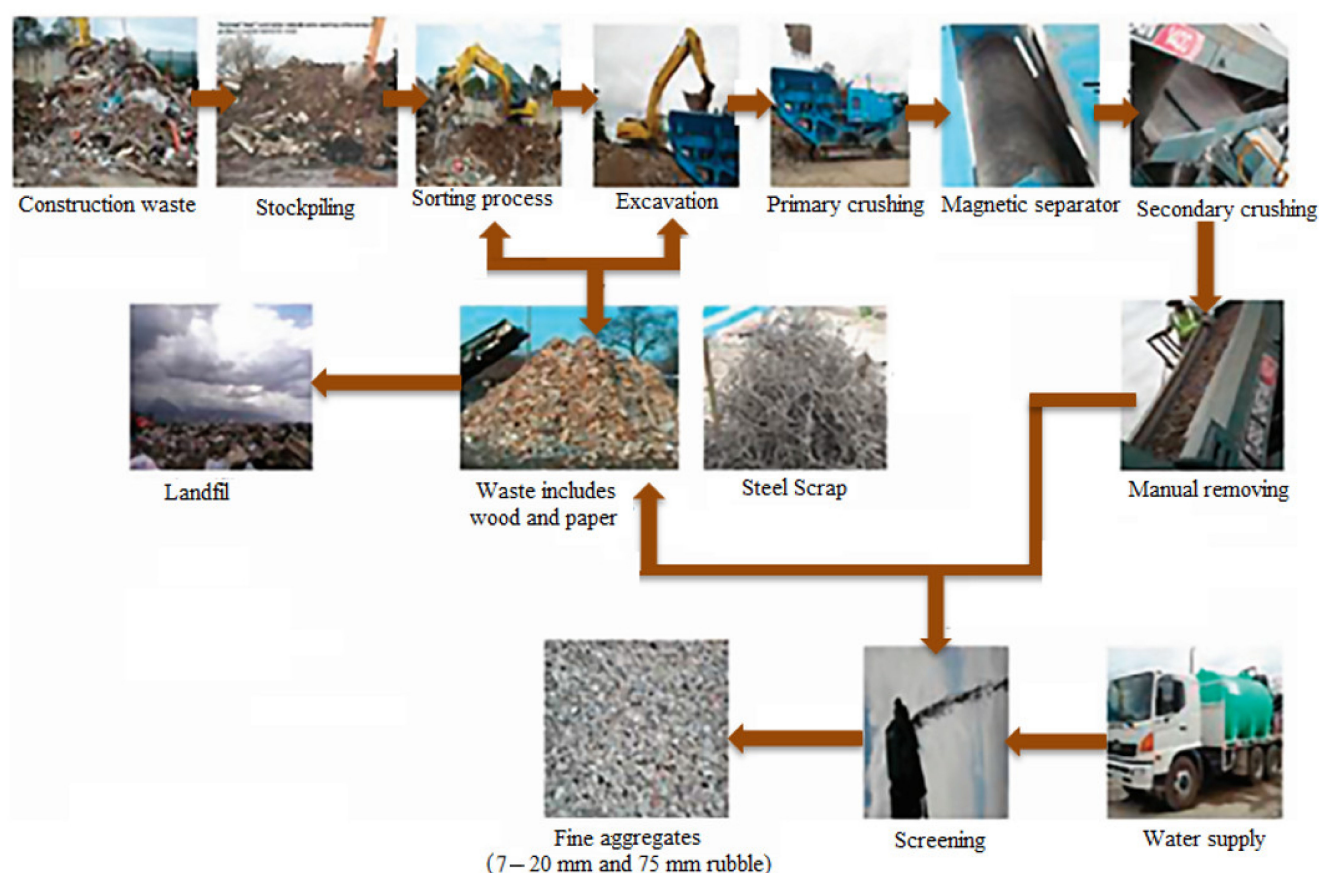 Construction waste
Stockpiling
Sorting process
Excavation
Primary crushing
Magnetic separator
Secondary crushing
Landfil
Waste includes
wood and paper
Steel Scrap
Manual removing
Fine aggregates
(7–20 mm and 75 mm rubble)
Screening
Water supply